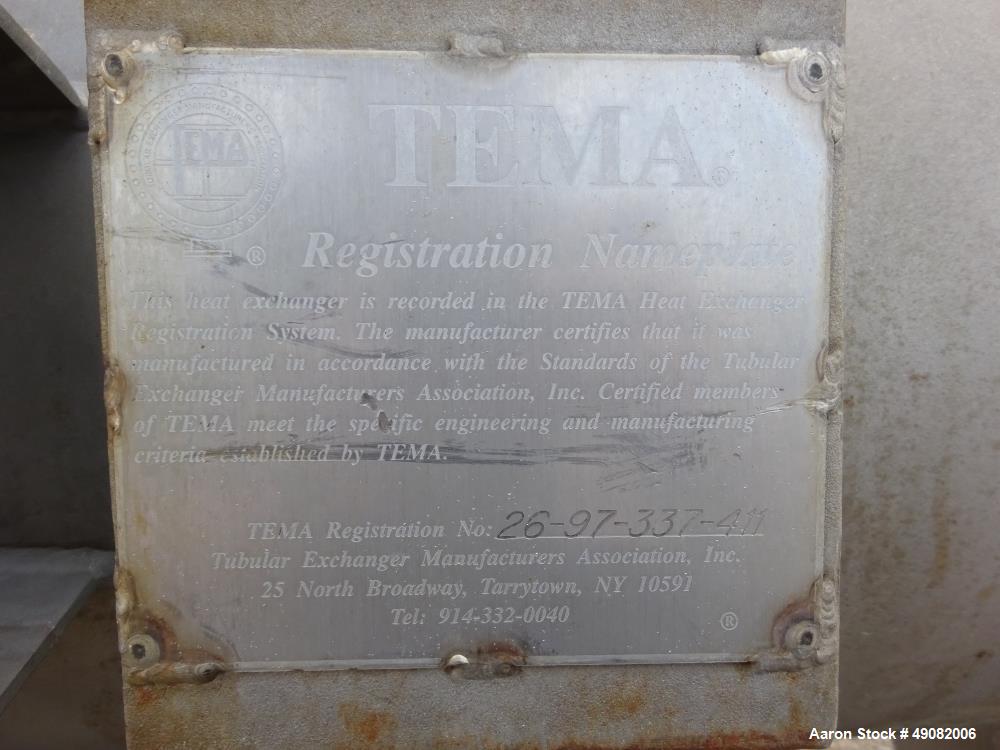 TEMA®
TEMA
®
Registration Nameplate
This heat exchanger is recorded in the TEMA Heat Exchanger
Registration System. The manufacturer certifies that it was
manufactured in accordance with the Standards of the Tubular
Exchanger Manufacturers Association, Inc. Certified members
of TEMA meet the specific engineering and manufacturing
criteria established by TEMA.
TEMA Registration No: 26-97-337-411
Tubular Exchanger Manufacturers Association, Inc.
25 North Broadway, Tarrytown, NY 10591
Tel: 914-332-0040
®
Aaron Stock # 49082006